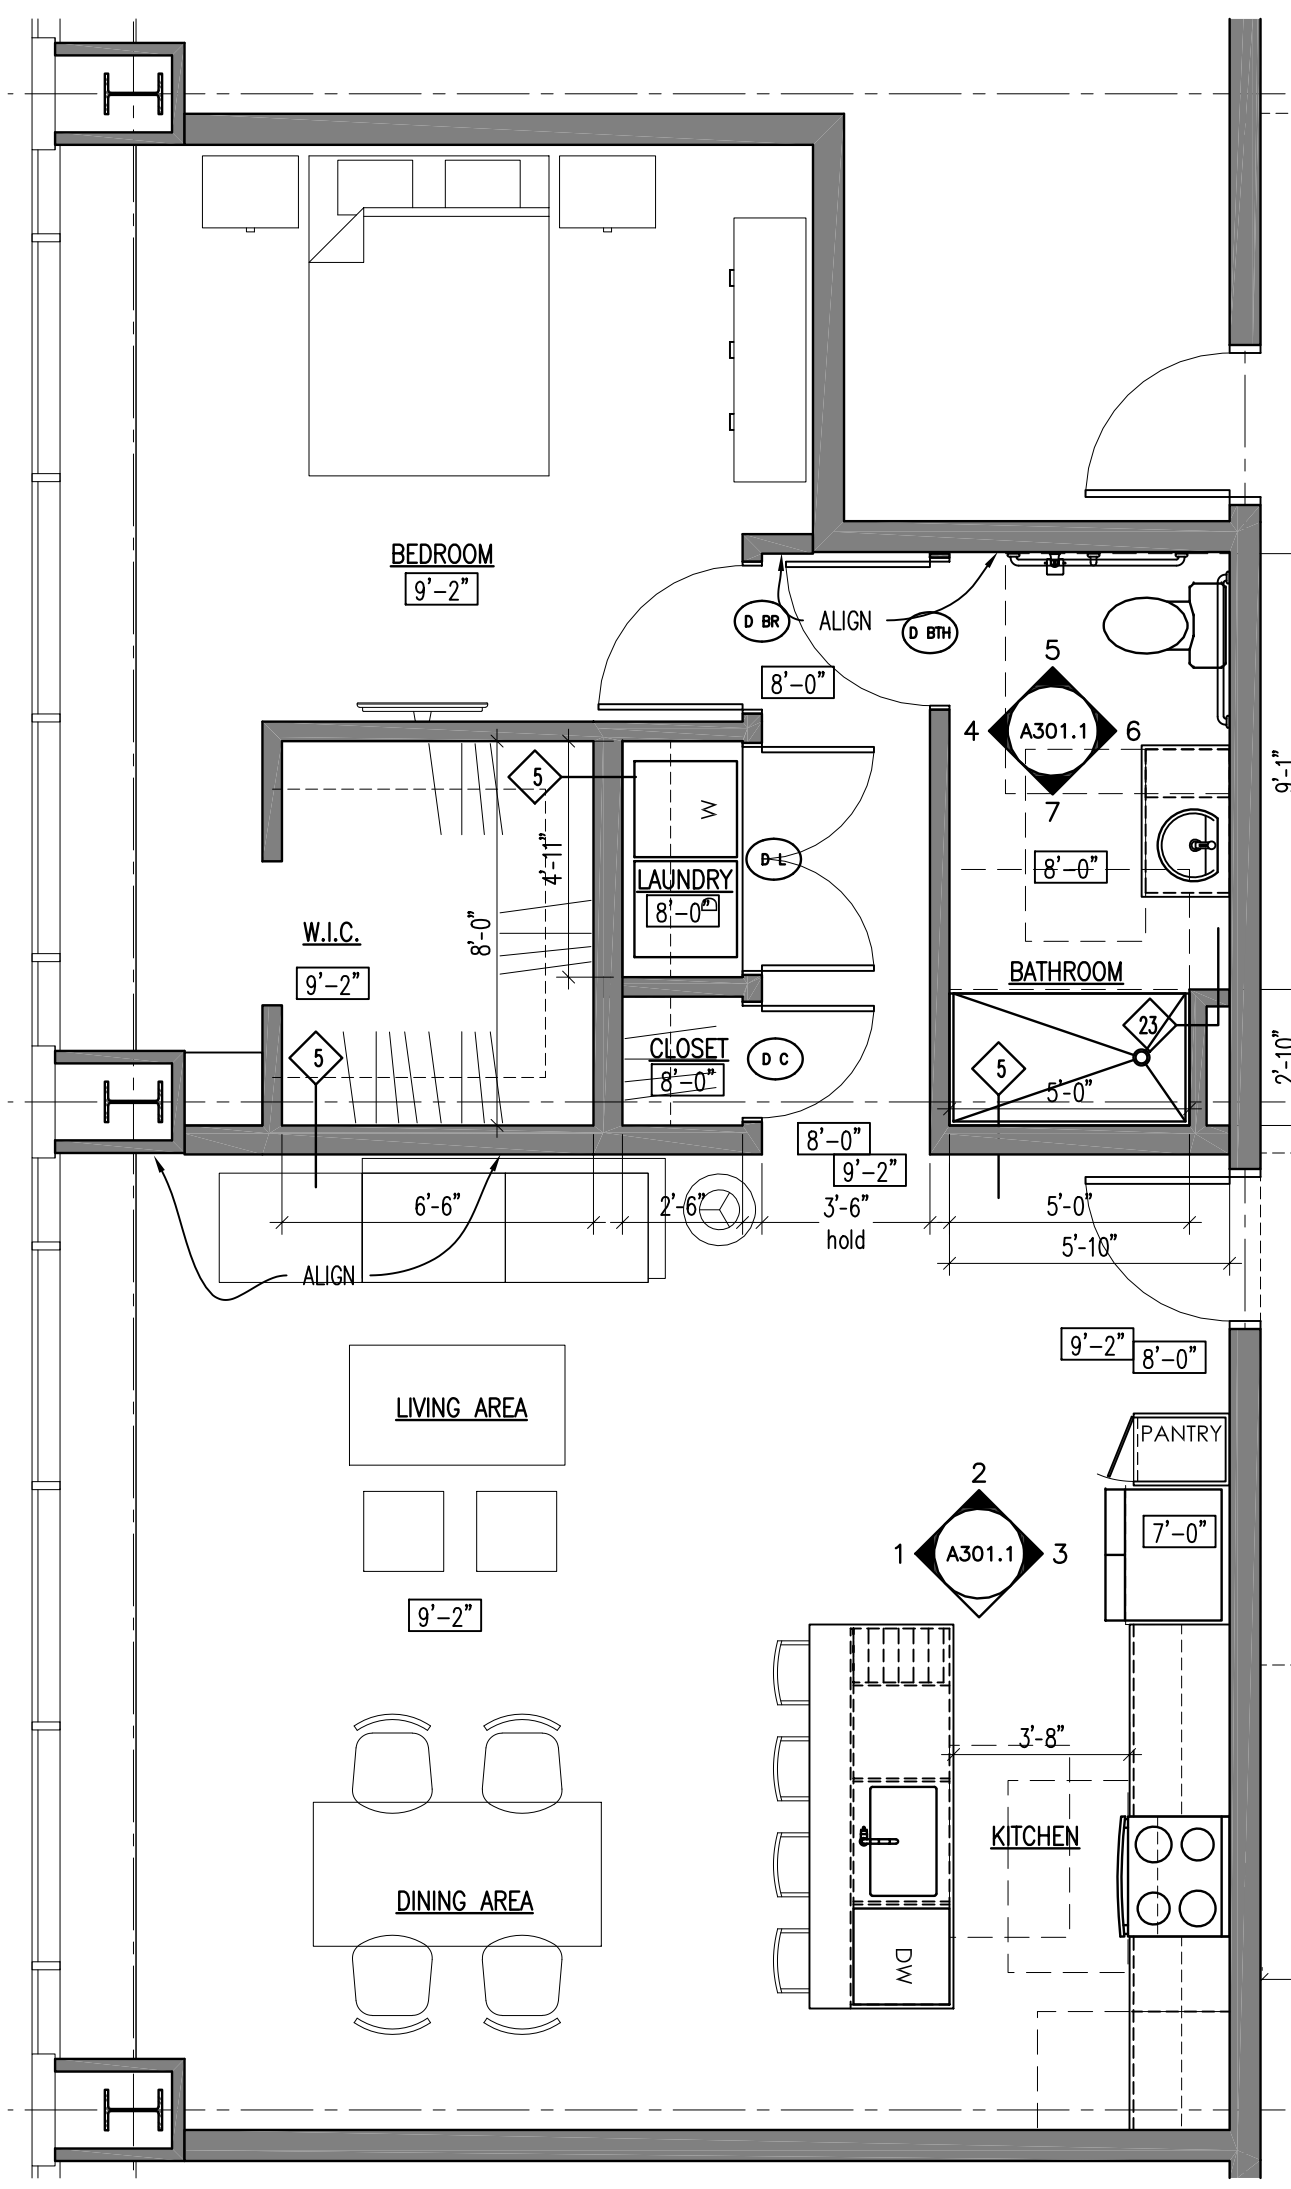 BEDROOM
9'-2"
D BR
ALIGN
D BTH
8'-0"
5
4
A301.1
6
7
9'-1"
5
W
4'-11"
D L
LAUNDRY
8'-0"
D
8'-0"
8'-0"
W.I.C.
9'-2"
BATHROOM
23
5
CLOSET
8'-0"
D C
5
5'-0"
2'-10"
8'-0"
9'-2"
6'-6"
2'-6"
3'-6"
hold
5'-0"
5'-10"
ALIGN
9'-2"
8'-0"
LIVING AREA
PANTRY
2
1
A301.1
3
7'-0"
9'-2"
3'-8"
KITCHEN
DINING AREA
DW